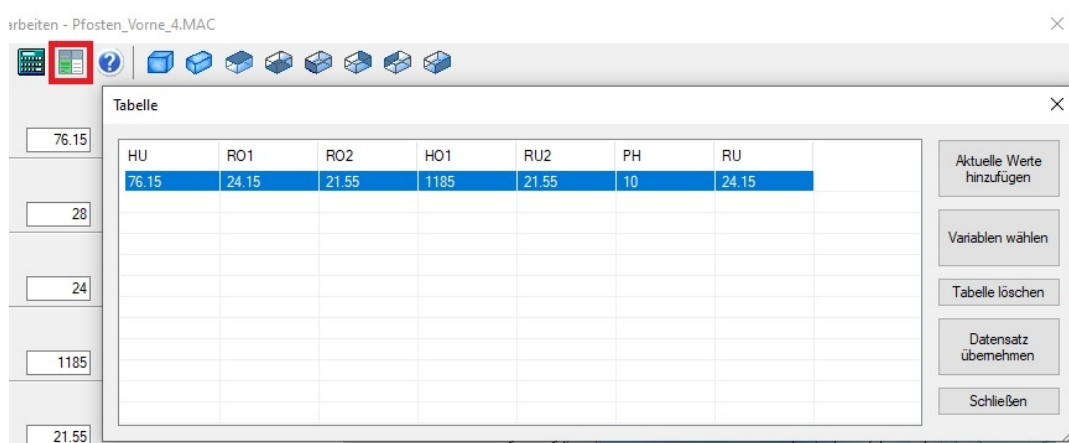 arbeiten - Pfosten_Vorne_4.MAC
Tabelle
76.15
28
24
1185
21.55
HU RO1 RO2 HO1 RU2 PH RU
76.15 24.15 21.55 1185 21.55 10 24.15
Aktuelle Werte
hinzufügen
Variablen wählen
Tabelle löschen
Datensatz
übernehmen
Schließen